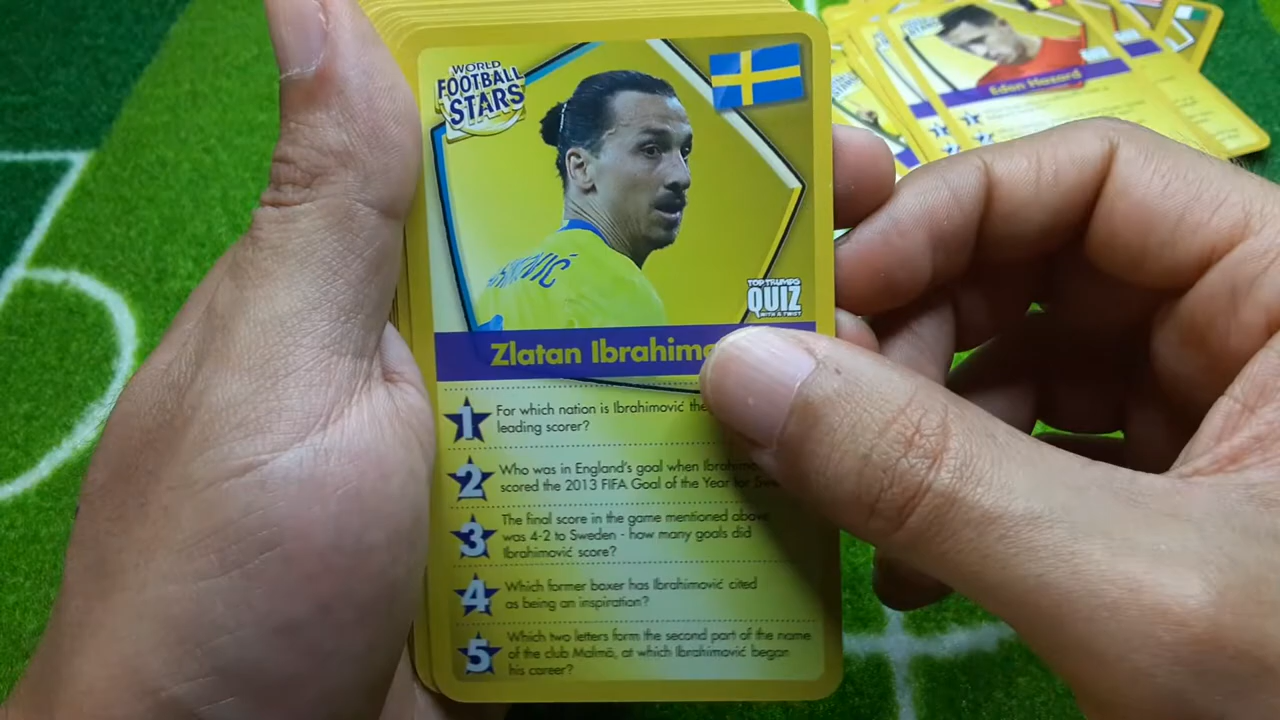 WORLD
FOOTBALL
STARS
TOP TRUMPS
QUIZ
WITH A TWIST
Zlatan Ibrahimo
1 For which nation is Ibrahimović the
leading scorer?
2 Who was in England's goal when Ibrahimo
scored the 2013 FIFA Goal of the Year for Swe
3 The final score in the game mentioned above
was 4-2 to Sweden - how many goals did
Ibrahimović score?
4 Which former boxer has Ibrahimović cited
as being an inspiration?
5 Which two letters form the second part of the name
of the club Malmö, at which Ibrahimović began
his career?
Eden Hazard